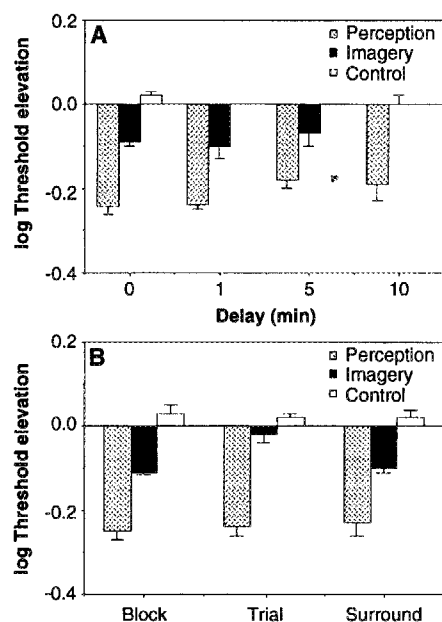 A
Perception
Imagery
Control
log Threshold elevation
0.2
0.0
-0.2
-0.4
0
1
5
10
Delay (min)
B
Perception
Imagery
Control
log Threshold elevation
0.2
0.0
-0.2
-0.4
Block
Trial
Surround